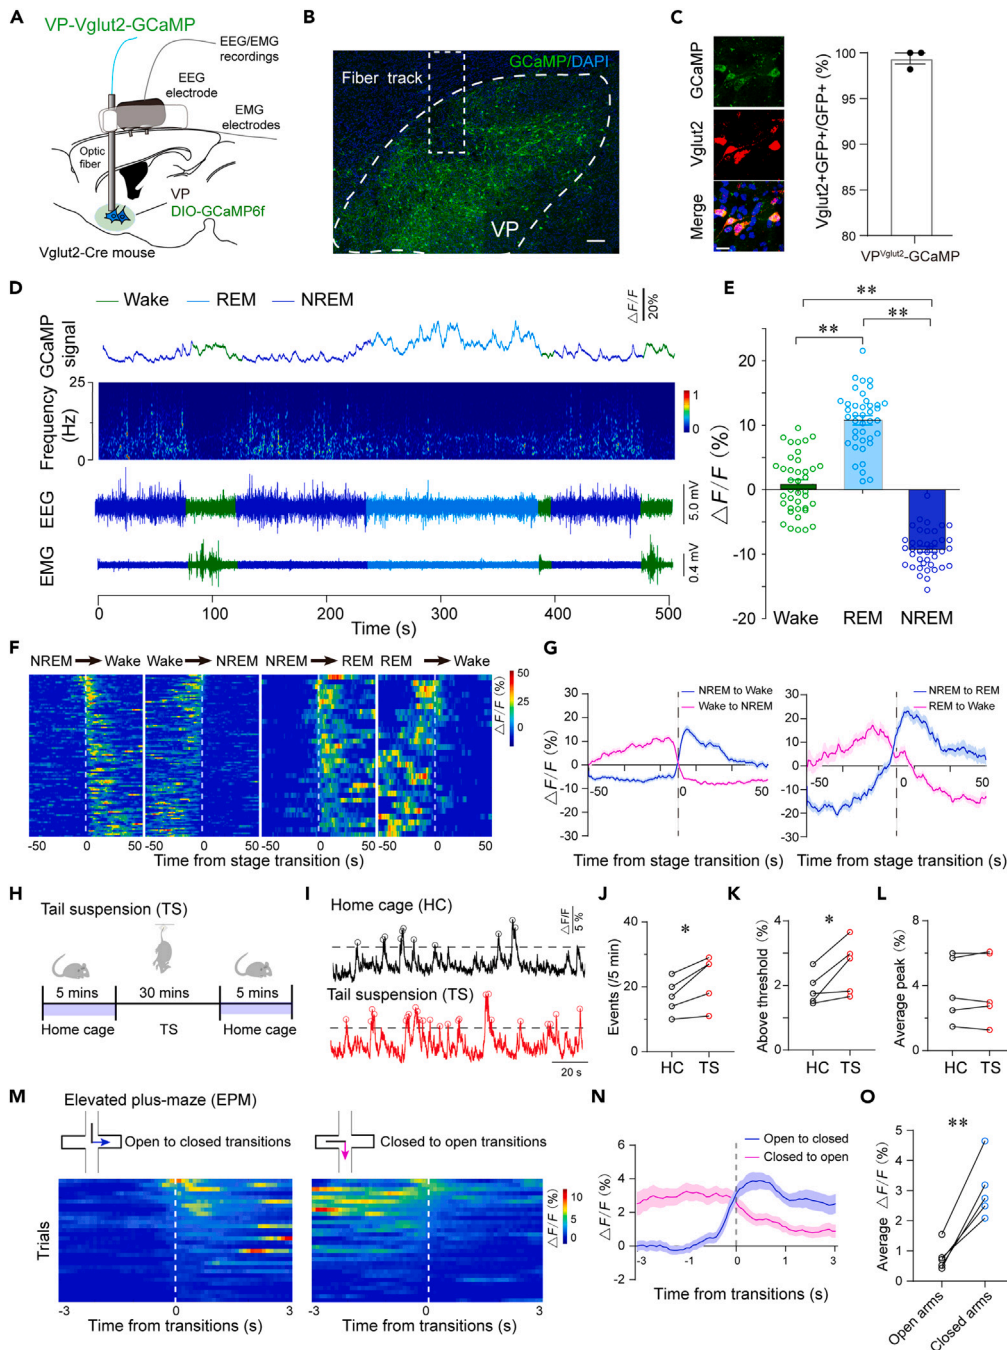 A
VP-Vglut2-GCaMP
EEG/EMG
recordings
EEG
electrode
EMG
electrodes
Optic
fiber
VP
DIO-GCaMP6f
Vglut2-Cre mouse
B
GCaMP/DAPI
Fiber track
VP
C
GCaMP
Vglut2
Merge
Vglut2+GFP+/GFP+ (%)
100
95
90
85
80
VP^Vglut2-GCaMP
D
Wake
REM
NREM
△F/F
20%
GCaMP
signal
Frequency
(Hz)
25
0
1
0
EEG
5.0 mV
EMG
0.4 mV
0
100
200
300
400
500
Time (s)
E
**
**
**
△F/F (%)
20
10
0
-10
-20
Wake
REM
NREM
F
NREM
Wake
Wake
NREM
NREM
REM
REM
Wake
50
0
△F/F (%)
-50
0
50
-50
0
50
-50
0
50
-50
0
50
Time from stage transition (s)
G
NREM to Wake
Wake to NREM
△F/F (%)
30
20
10
0
-10
-20
-30
-50
50
Time from stage transition (s)
NREM to REM
REM to Wake
30
20
10
0
-10
-20
-30
-50
50
Time from stage transition (s)
H
Tail suspension (TS)
5 mins
30 mins
5 mins
Home cage
TS
Home cage
I
Home cage (HC)
△F/F
5 %
Tail suspension (TS)
20 s
J
Events (/5 min)
40
20
0
*
HC
TS
K
Above threshold (%)
4
2
0
*
HC
TS
L
Average peak (%)
8
6
4
2
0
HC
TS
M
Elevated plus-maze (EPM)
Open to closed transitions
Closed to open transitions
Trials
10
5
0
△F/F (%)
-3
0
3
Time from transitions (s)
-3
0
3
Time from transitions (s)
N
Open to closed
Closed to open
△F/F (%)
6
4
2
0
-2
-3
-1
0
1
3
Time from transitions (s)
O
**
Average △F/F (%)
5
4
3
2
1
0
Open arms
Closed arms